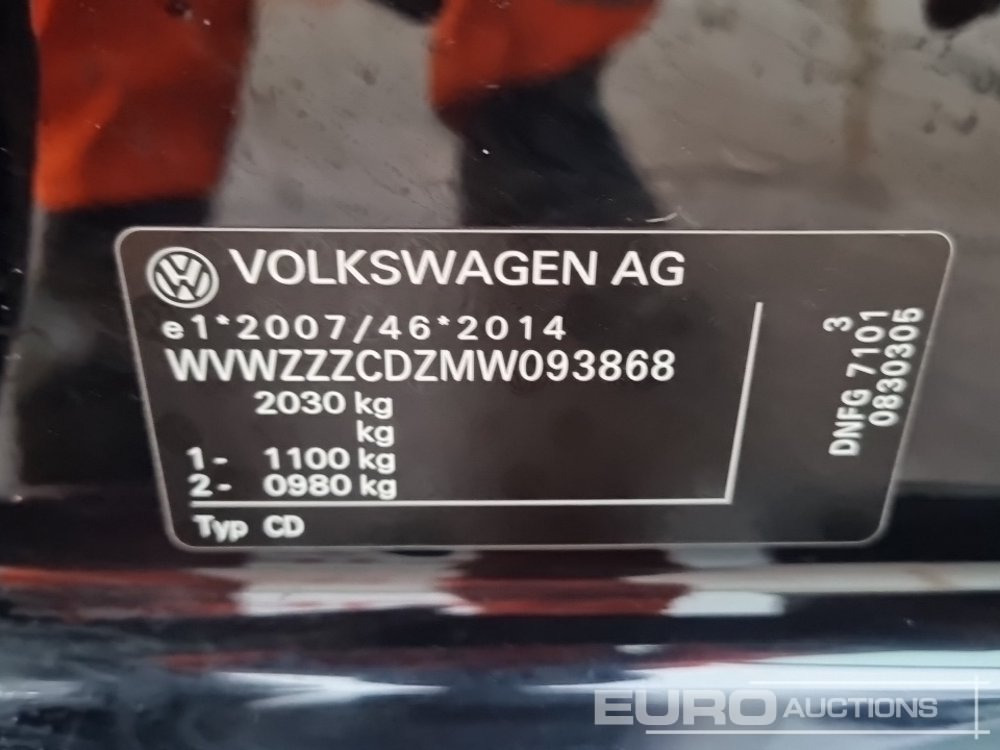 VOLKSWAGEN AG
e1*2007/46*2014
WVWZZZCDZMW093868
2030 kg
kg
1- 1100 kg
2- 0980 kg
Typ CD
3
DNFG 7101
0830305
EURO AUCTIONS